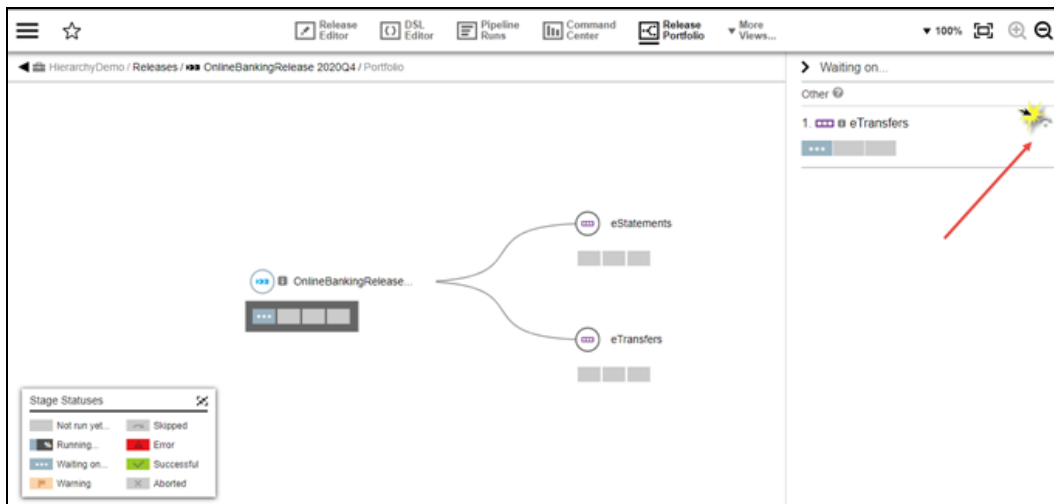 Release Editor
DSL Editor
Pipeline Runs
Command Center
Release Portfolio
More Views...
100%
HierarchyDemo / Releases / OnlineBankingRelease 2020Q4 / Portfolio
Waiting on...
Other
1. eTransfers
eStatements
OnlineBankingRelease...
eTransfers
Stage Statuses
Not run yet... Skipped
Running... Error
Waiting on... Successful
Warning Aborted